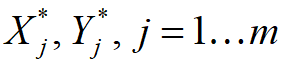 X*j, Y*j, j = 1…m